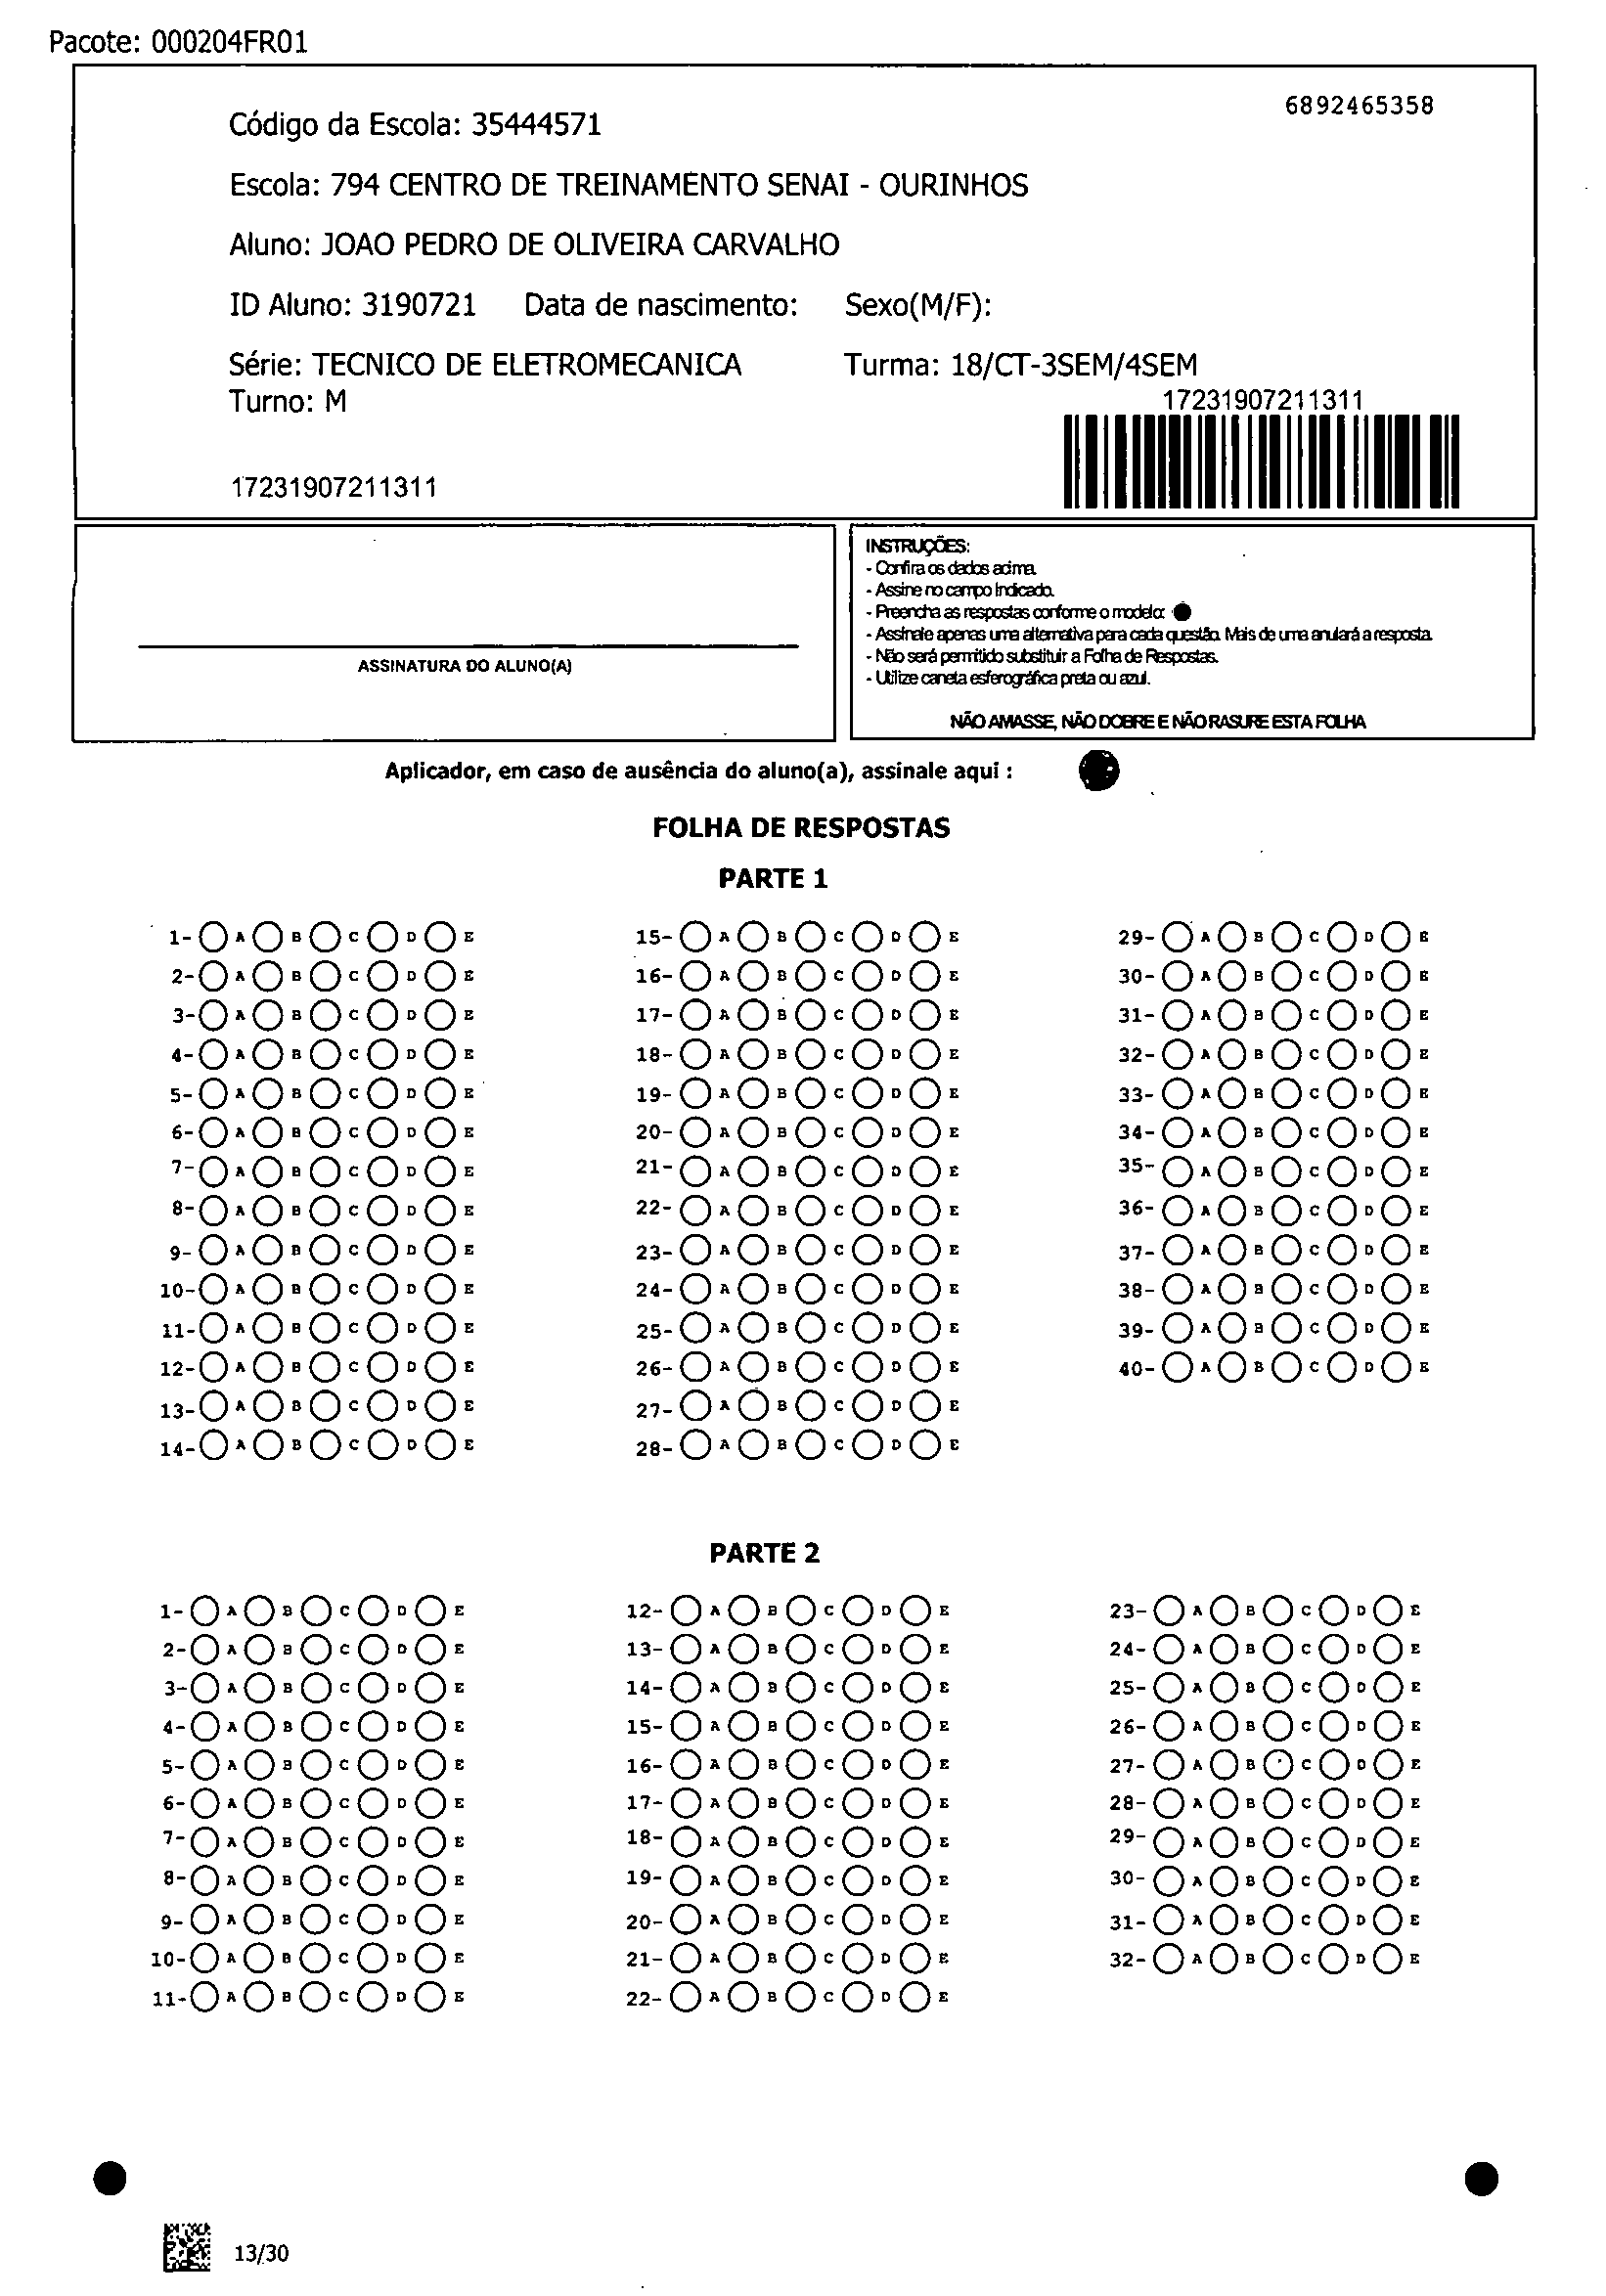 Pacote: 000204FR01
6892465358
Código da Escola: 35444571
Escola: 794 CENTRO DE TREINAMENTO SENAI - OURINHOS
Aluno: JOAO PEDRO DE OLIVEIRA CARVALHO
ID Aluno: 3190721 Data de nascimento: Sexo(M/F):
Série: TECNICO DE ELETROMECANICA Turma: 18/CT-3SEM/4SEM
Turno: M 17231907211311
17231907211311
ASSINATURA DO ALUNO(A)
INSTRUÇÕES:
- Confira os dados acima.
- Assine no campo Indicado.
- Preencha as respostas conforme o modelo:
- Assinale apenas uma alternativa para cada questão. Mais de uma anulará a resposta.
- Não será permitido substituir a Folha de Respostas.
- Utilize caneta esferográfica preta ou azul.
NÃO AMASSE, NÃO DOBRE E NÃO RASURE ESTA FOLHA
Aplicador, em caso de ausência do aluno(a), assinale aqui :
FOLHA DE RESPOSTAS
PARTE 1
1- A B C D E 15- A B C D E 29- A B C D E
2- A B C D E 16- A B C D E 30- A B C D E
3- A B C D E 17- A B C D E 31- A B C D E
4- A B C D E 18- A B C D E 32- A B C D E
5- A B C D E 19- A B C D E 33- A B C D E
6- A B C D E 20- A B C D E 34- A B C D E
7- A B C D E 21- A B C D E 35- A B C D E
8- A B C D E 22- A B C D E 36- A B C D E
9- A B C D E 23- A B C D E 37- A B C D E
10- A B C D E 24- A B C D E 38- A B C D E
11- A B C D E 25- A B C D E 39- A B C D E
12- A B C D E 26- A B C D E 40- A B C D E
13- A B C D E 27- A B C D E
14- A B C D E 28- A B C D E
PARTE 2
1- A B C D E 12- A B C D E 23- A B C D E
2- A B C D E 13- A B C D E 24- A B C D E
3- A B C D E 14- A B C D E 25- A B C D E
4- A B C D E 15- A B C D E 26- A B C D E
5- A B C D E 16- A B C D E 27- A B C D E
6- A B C D E 17- A B C D E 28- A B C D E
7- A B C D E 18- A B C D E 29- A B C D E
8- A B C D E 19- A B C D E 30- A B C D E
9- A B C D E 20- A B C D E 31- A B C D E
10- A B C D E 21- A B C D E 32- A B C D E
11- A B C D E 22- A B C D E
13/30